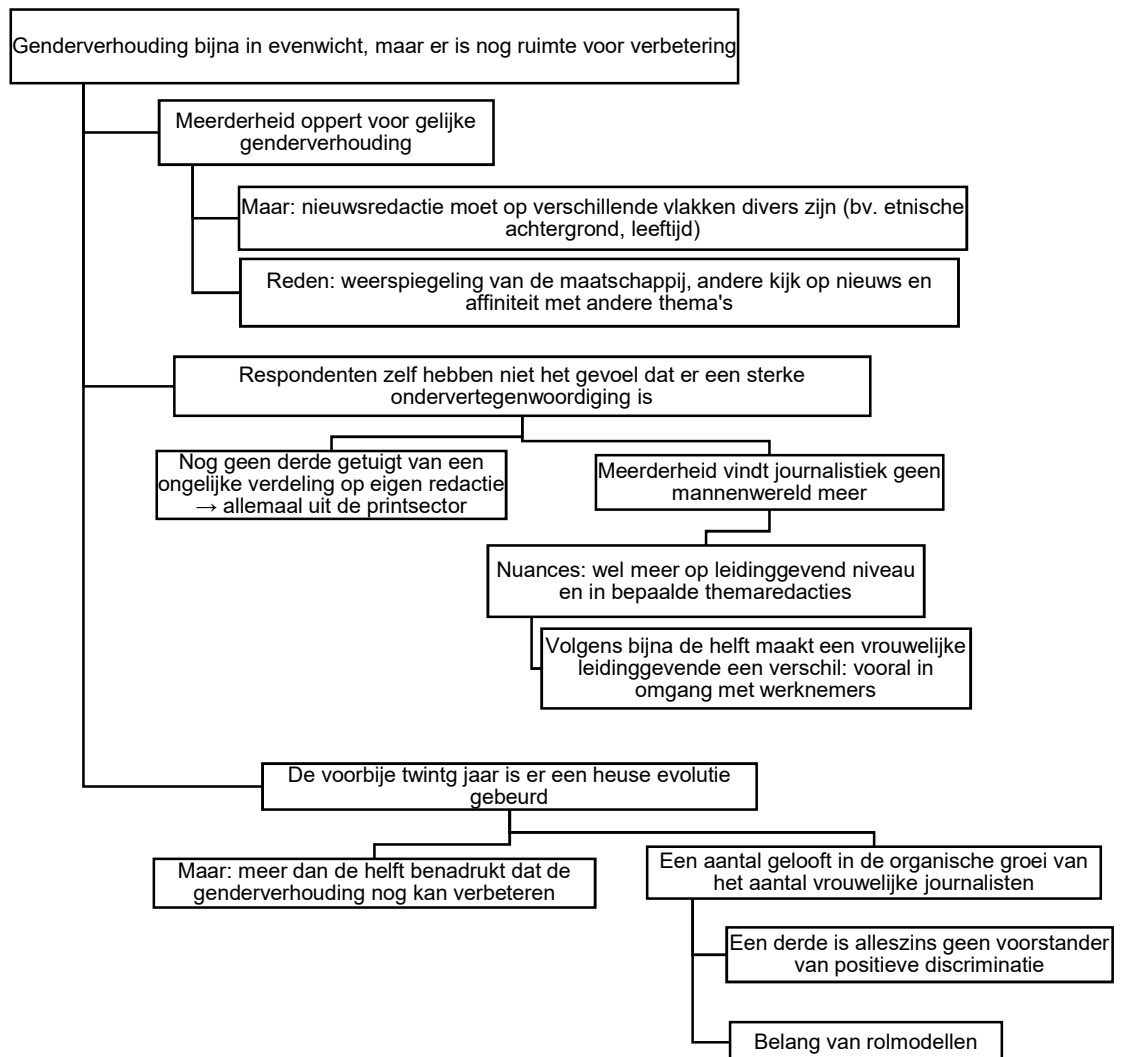 Genderverhouding bijna in evenwicht, maar er is nog ruimte voor verbetering
Meerderheid oppert voor gelijke
genderverhouding
Maar: nieuwsredactie moet op verschillende vlakken divers zijn (bv. etnische
achtergrond, leeftijd)
Reden: weerspiegeling van de maatschappij, andere kijk op nieuws en
affiniteit met andere thema's
Respondenten zelf hebben niet het gevoel dat er een sterke
ondervertegenwoordiging is
Nog geen derde getuigt van een
ongelijke verdeling op eigen redactie
→ allemaal uit de printsector
Meerderheid vindt journalistiek geen
mannenwereld meer
Nuances: wel meer op leidinggevend niveau
en in bepaalde themaredacties
Volgens bijna de helft maakt een vrouwelijke
leidinggevende een verschil: vooral in
omgang met werknemers
De voorbije twintg jaar is er een heuse evolutie
gebeurd
Maar: meer dan de helft benadrukt dat de
genderverhouding nog kan verbeteren
Een aantal gelooft in de organische groei van
het aantal vrouwelijke journalisten
Een derde is alleszins geen voorstander
van positieve discriminatie
Belang van rolmodellen